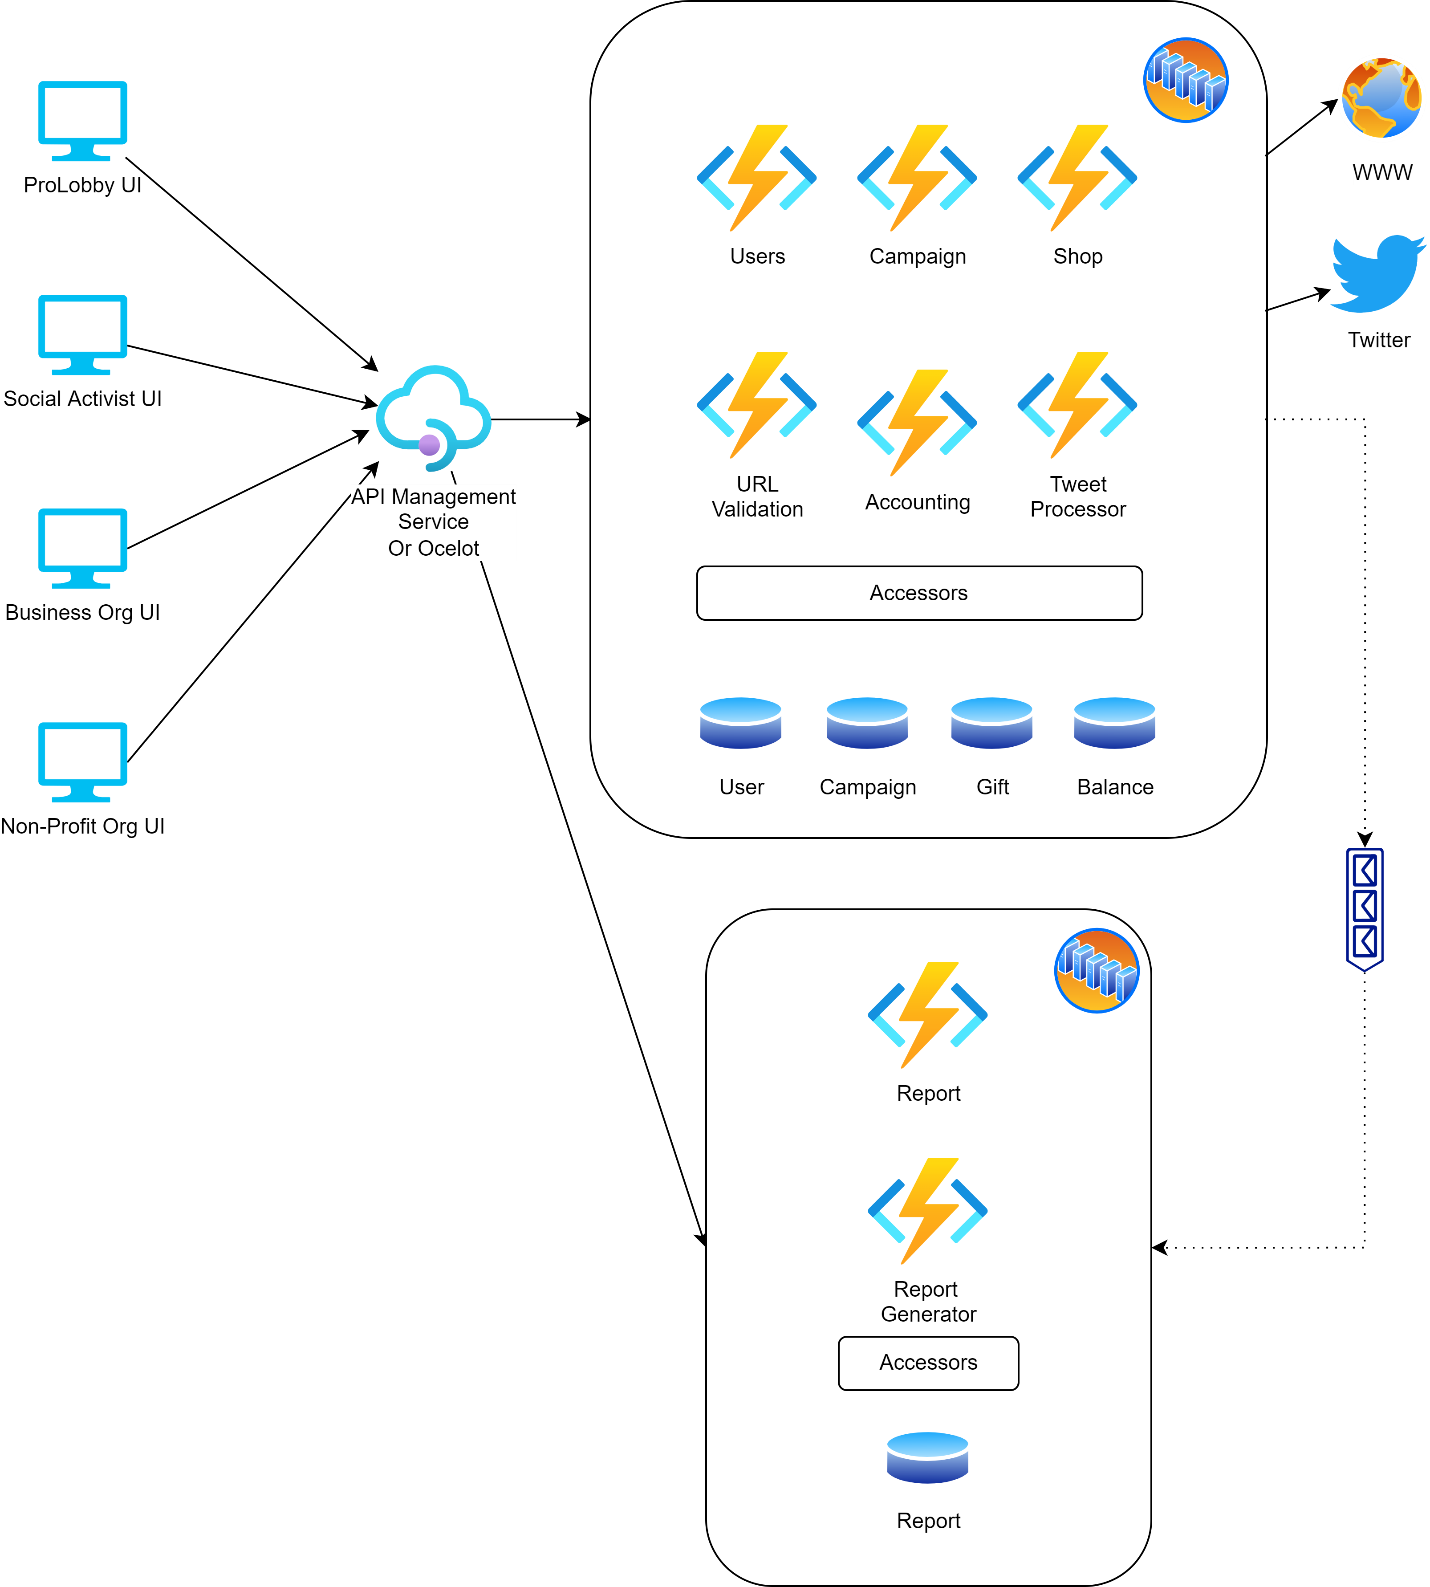 ProLobby UI
Social Activist UI
Business Org UI
Non-Profit Org UI
API Management
Service
Or Ocelot
Users
Campaign
Shop
URL
Validation
Accounting
Tweet
Processor
Accessors
User
Campaign
Gift
Balance
WWW
Twitter
Report
Report
Generator
Accessors
Report